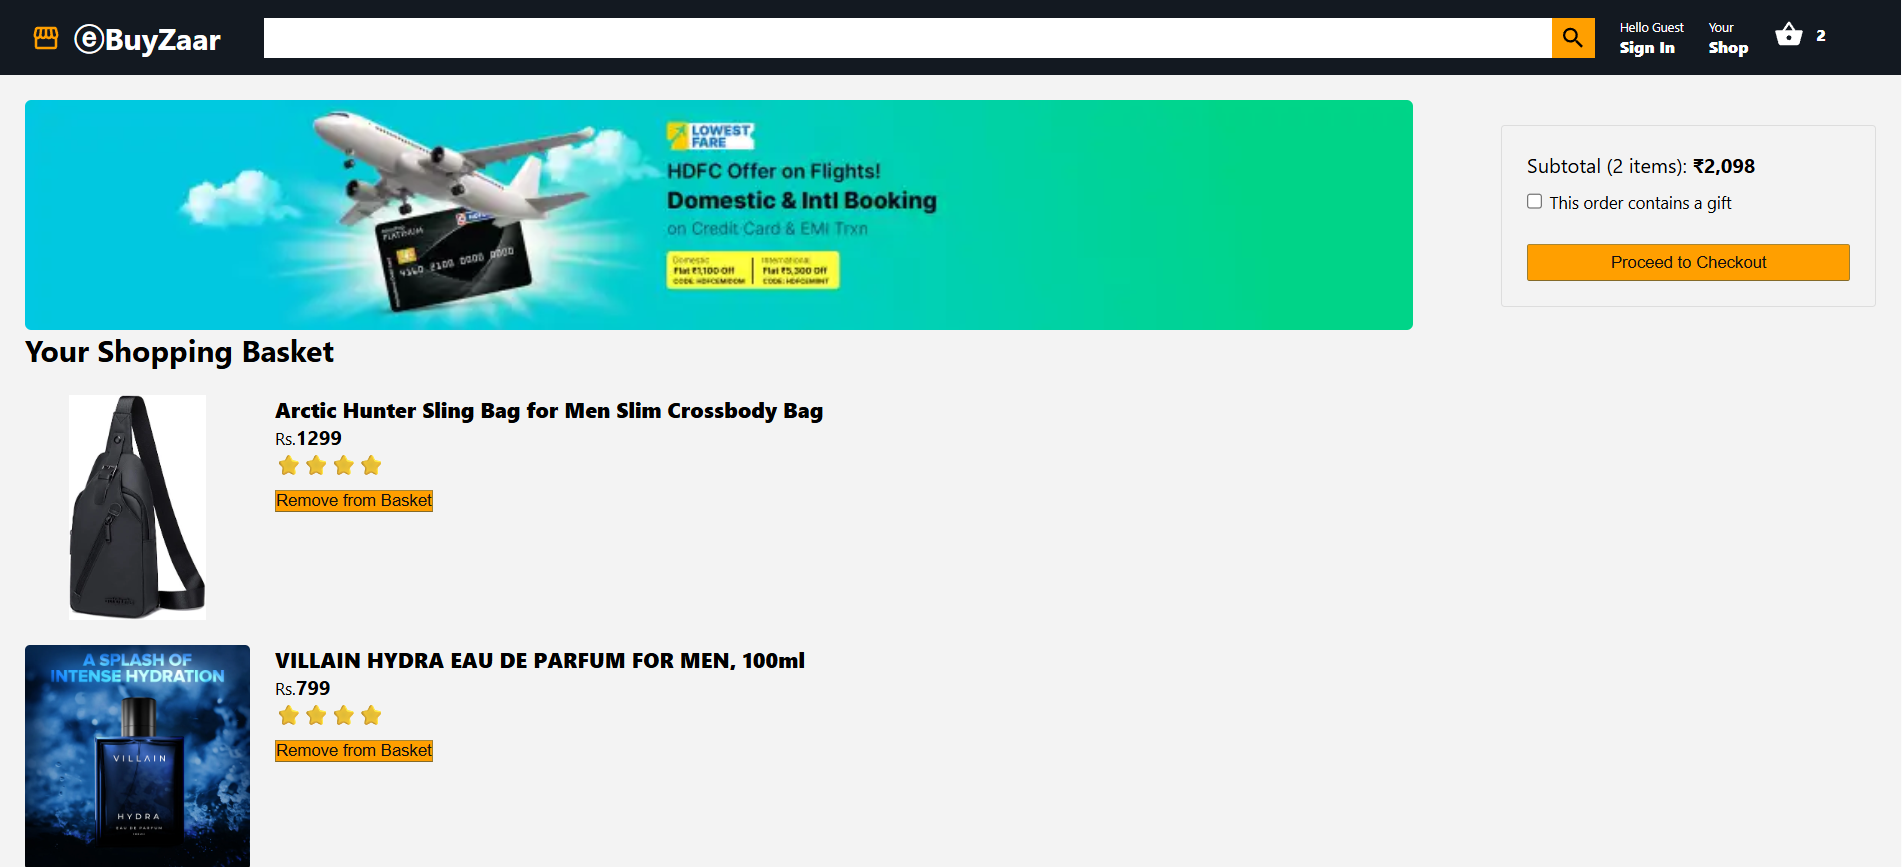 ⓔBuyZaar
Hello Guest
Sign In
Your
Shop
2
LOWEST
FARE
HDFC Offer on Flights!
Domestic & Intl Booking
on Credit Card & EMI Trxn
Domestic
Flat ₹1,100 Off
CODE: HDFCEMIDOM
International
Flat ₹5,300 Off
CODE: HDFCEMIINT
PLATINUM
Subtotal (2 items): ₹2,098
This order contains a gift
Proceed to Checkout
Your Shopping Basket
Arctic Hunter Sling Bag for Men Slim Crossbody Bag
Rs.1299
Remove from Basket
A SPLASH OF
INTENSE HYDRATION
VILLAIN
HYDRA
EAU DE PARFUM
VILLAIN HYDRA EAU DE PARFUM FOR MEN, 100ml
Rs.799
Remove from Basket